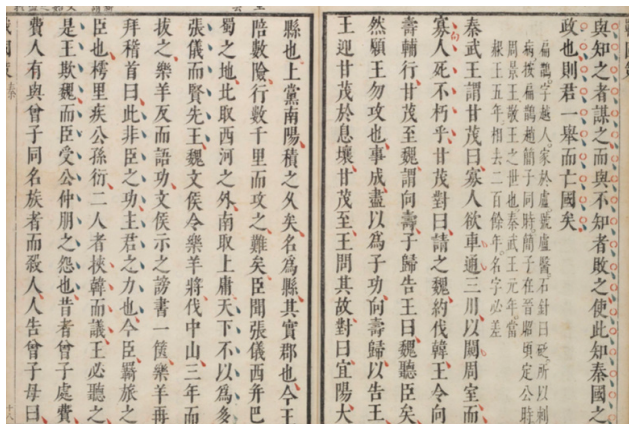 與知之者謀之而與不知者敗之使此知秦國之
政也則君一舉而亡國矣
扁鵲字越人家於盧號盧醫石針曰砭所以刺
病按扁鵲趙簡子同時簡子在晉昭頃定公時
周景王敬王之世也秦武王元年當
赧王五年相去二百餘年名字必差
秦武王謂甘茂曰寡人欲車通三川以闚周室而
寡人死不朽乎甘茂對曰請之魏約伐韓王令向
壽輔行甘茂至魏謂向壽子歸告王曰魏聽臣矣
然願王勿攻也事成盡以為子功向壽歸以告王
王迎甘茂於息壤甘茂至王問其故對曰宜陽大
縣也上黨南陽積之久矣名為縣其實郡也今王
陪數險行數千里而攻之難矣臣聞張儀西并巴
蜀之地北取西河之外南取上庸天下不以為多
張儀而賢先王魏文侯令樂羊將伐中山三年而
拔之樂羊反而語功文侯示之謗書一篋樂羊再
拜稽首曰此非臣之功主君之力也今臣羈旅之
臣也樗里疾公孫衍二人者挾韓而議王必聽之
是王欺魏而臣受公仲朋之怨也昔者曾子處費
費人有與曾子同名族者而殺人人告曾子母曰